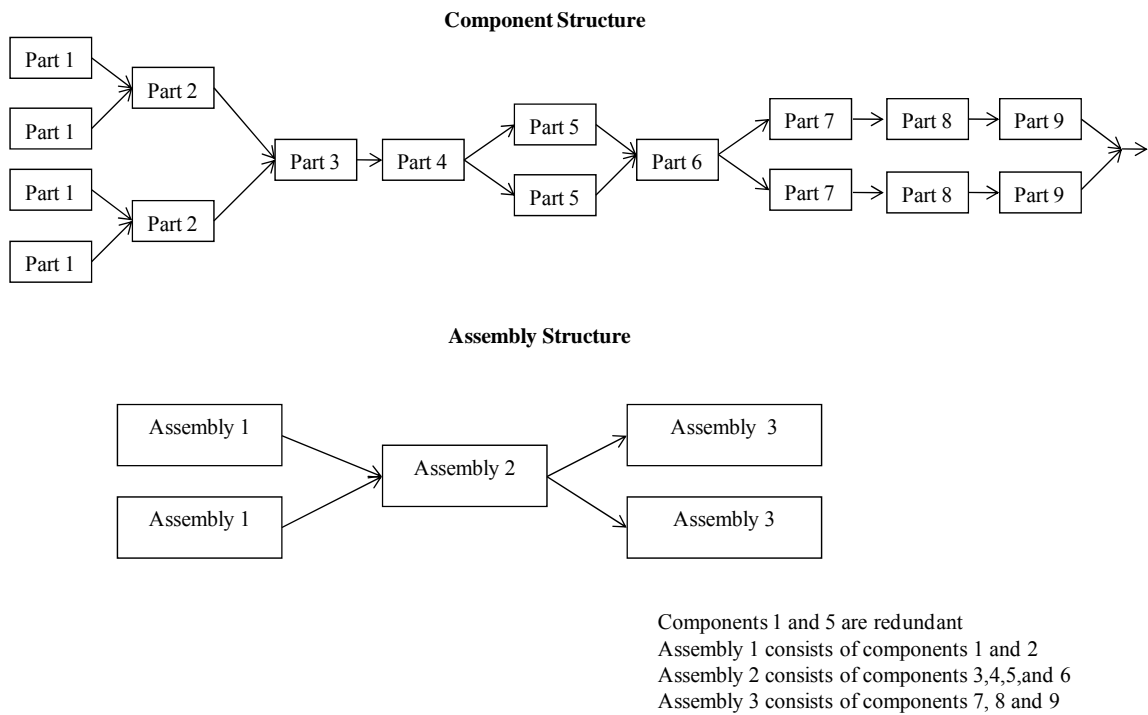 Component Structure
Part 1
Part 2
Part 1
Part 1
Part 2
Part 1
Part 3
Part 4
Part 5
Part 5
Part 6
Part 7
Part 8
Part 9
Part 7
Part 8
Part 9
Assembly Structure
Assembly 1
Assembly 1
Assembly 2
Assembly 3
Assembly 3
Components 1 and 5 are redundant
Assembly 1 consists of components 1 and 2
Assembly 2 consists of components 3,4,5,and 6
Assembly 3 consists of components 7, 8 and 9